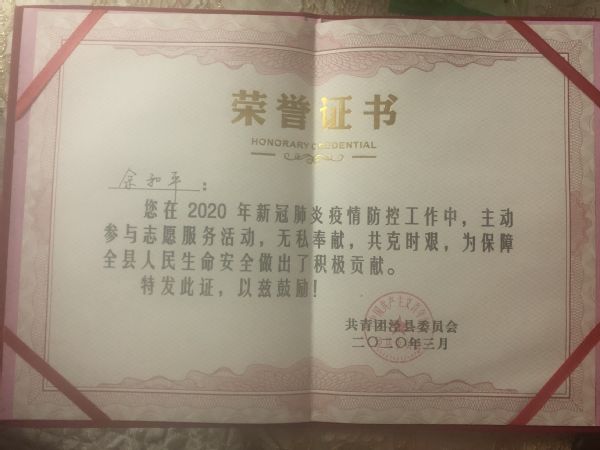 荣誉证书
HONORARY CREDENTIAL
余和平：
您在 2020 年新冠肺炎疫情防控工作中，主动
参与志愿服务活动，无私奉献，共克时艰，为保障
全县人民生命安全做出了积极贡献。
特发此证，以兹鼓励！
共青团泾县委员会
二〇二〇年三月